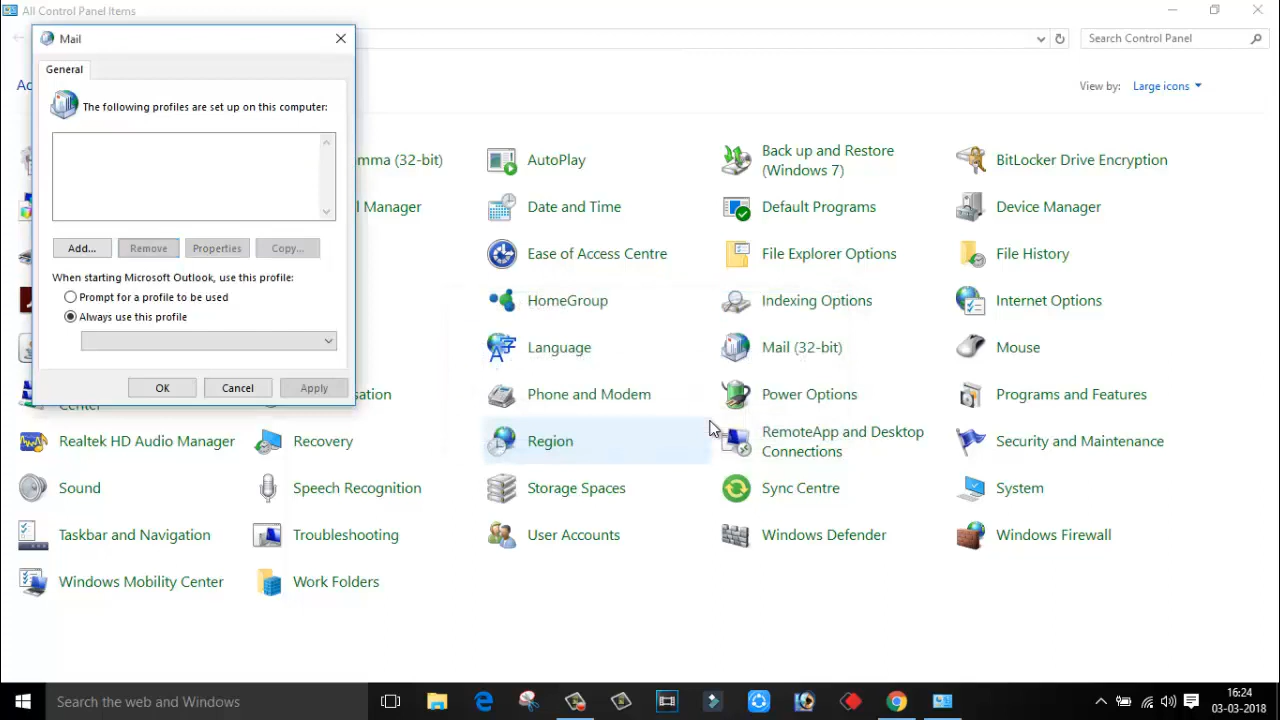 All Control Panel Items
Search Control Panel
Ad
View by: Large icons
Mail
General
The following profiles are set up on this computer:
Add...
Remove
Properties
Copy...
When starting Microsoft Outlook, use this profile:
Prompt for a profile to be used
Always use this profile
OK
Cancel
Apply
mma (32-bit)
AutoPlay
Back up and Restore
(Windows 7)
BitLocker Drive Encryption
l Manager
Date and Time
Default Programs
Device Manager
Ease of Access Centre
File Explorer Options
File History
HomeGroup
Indexing Options
Internet Options
Language
Mail (32-bit)
Mouse
Center
isation
Phone and Modem
Power Options
Programs and Features
Realtek HD Audio Manager
Recovery
Region
RemoteApp and Desktop
Connections
Security and Maintenance
Sound
Speech Recognition
Storage Spaces
Sync Centre
System
Taskbar and Navigation
Troubleshooting
User Accounts
Windows Defender
Windows Firewall
Windows Mobility Center
Work Folders
Search the web and Windows
16:24
03-03-2018